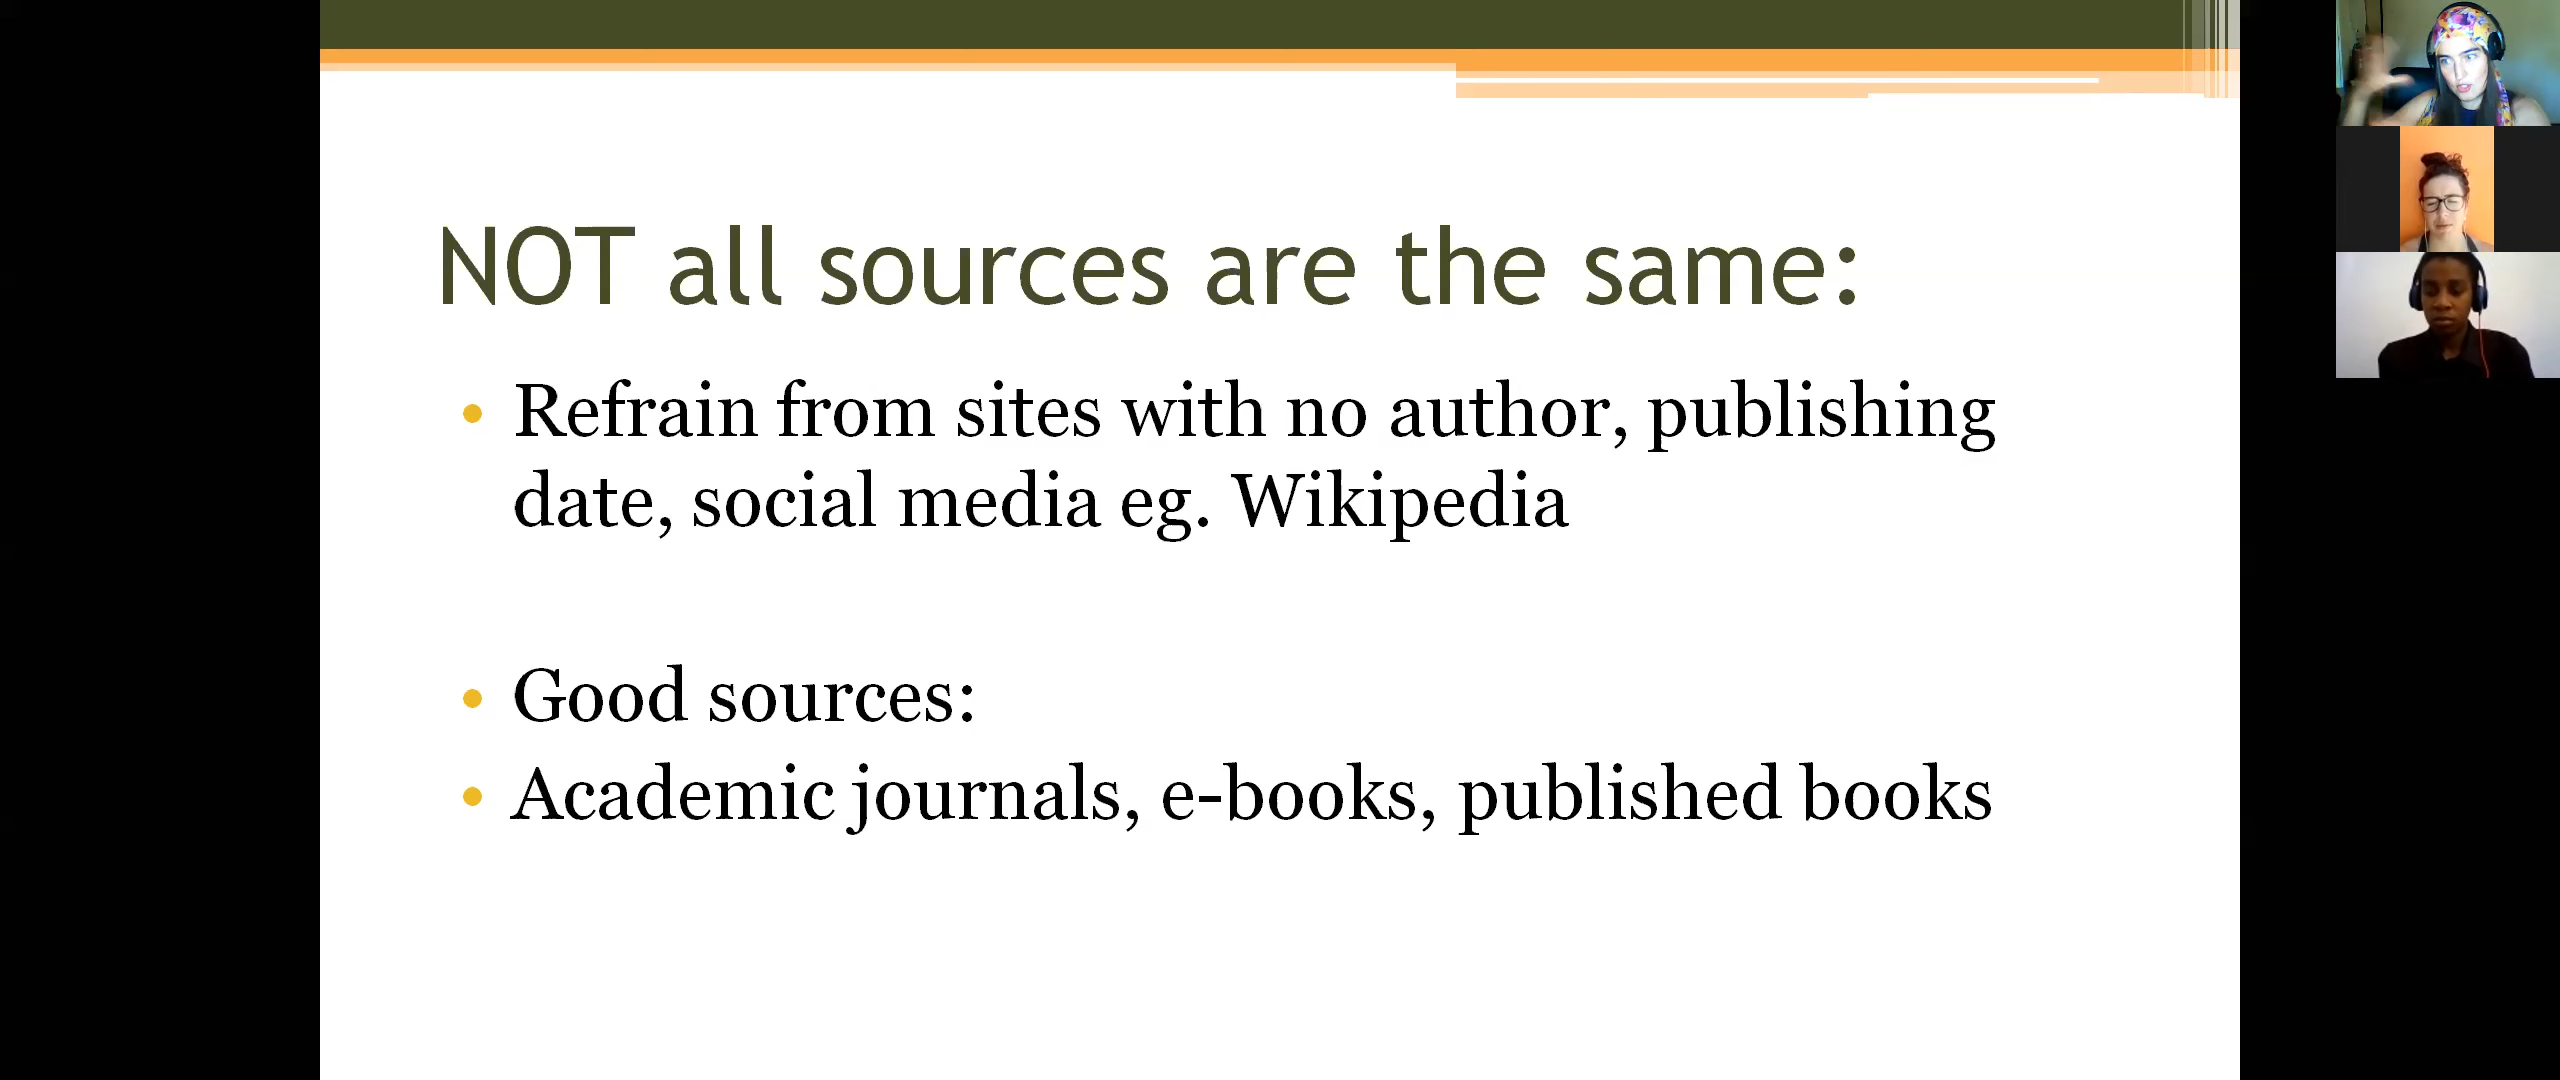 NOT all sources are the same:
• Refrain from sites with no author, publishing
date, social media eg. Wikipedia
• Good sources:
• Academic journals, e-books, published books